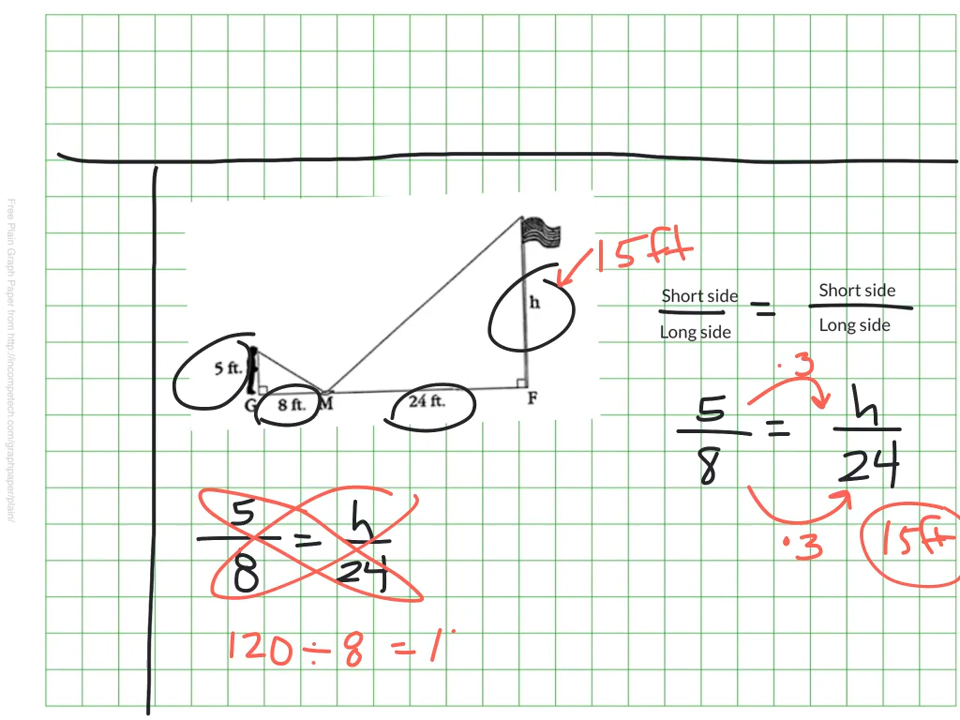 Free Plain Graph Paper from http://incompetech.com/graphpaper/plain/
15ft
h
5 ft.
G 8 ft. M 24 ft. F
Short side = Short side
Long side Long side
·3
5/8 = h/24
·3
15ft
5/8 = h/24
120 ÷ 8 = 1